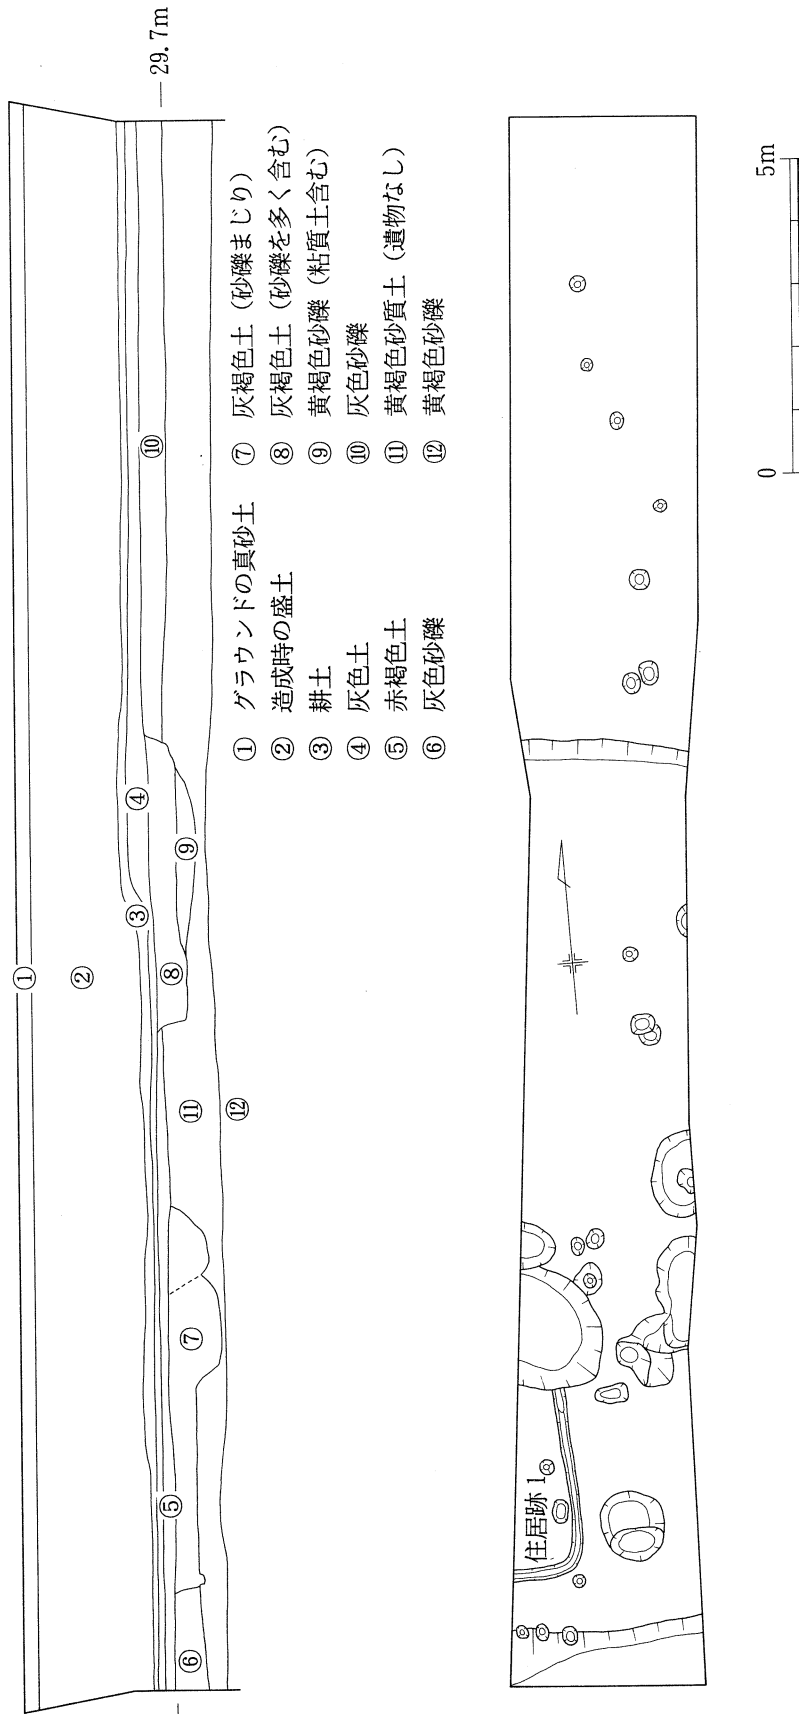 29.7m
①
②
③
④
⑤
⑥
⑦
⑧
⑨
⑩
⑪
⑫
① グラウンドの真砂土
② 造成時の盛土
③ 耕土
④ 灰色土
⑤ 赤褐色土
⑥ 灰色砂礫
⑦ 灰褐色土（砂礫まじり）
⑧ 灰褐色土（砂礫を多く含む）
⑨ 黄褐色砂礫（粘質土含む）
⑩ 灰色砂礫
⑪ 黄褐色砂質土（遺物なし）
⑫ 黄褐色砂礫
住居跡1
0
5m